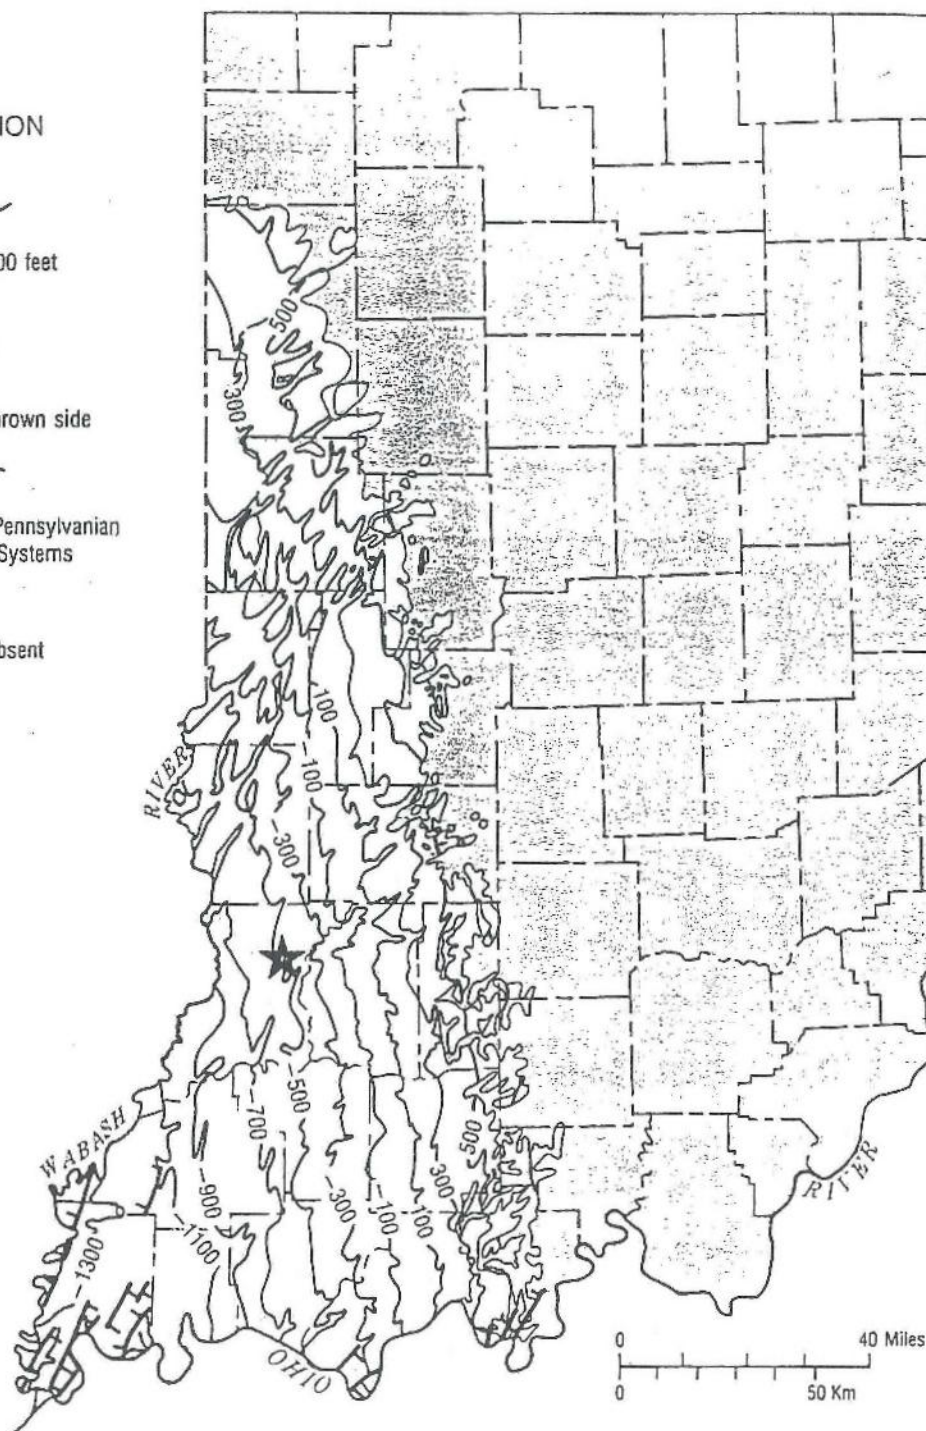 ION
00 feet
rown side
Pennsylvanian
Systems
bsent
500
300
100
-100
RIVER
-300
-500
-700
WABASH
500
300
-900
-300
-100
100
-1100
-1300
RIVER
OHIO
0 40 Miles
0 50 Km